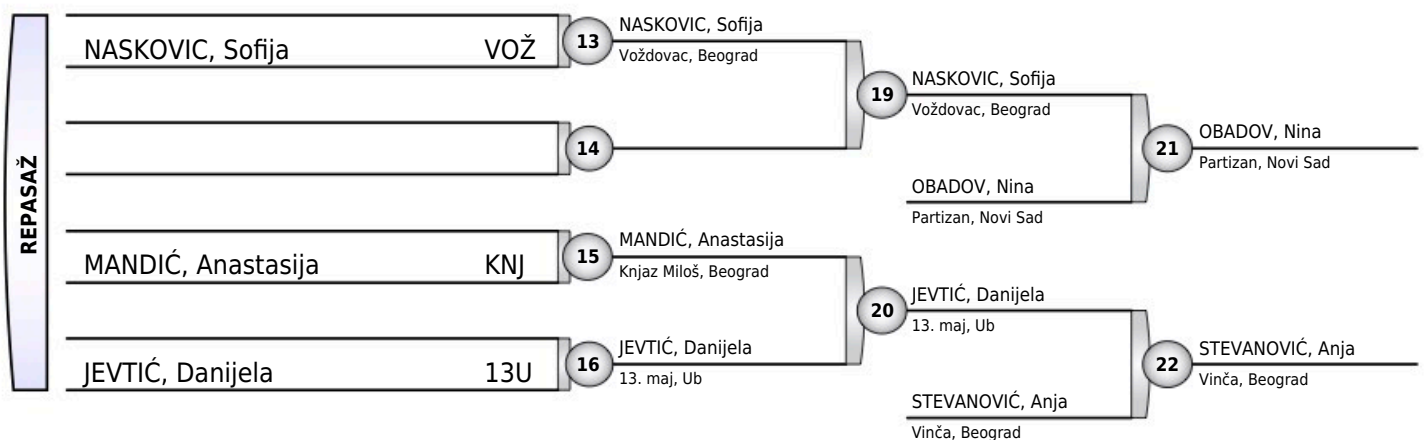 REPASAŽ
NASKOVIC, Sofija VOŽ
13
NASKOVIC, Sofija
Voždovac, Beograd
14
19
NASKOVIC, Sofija
Voždovac, Beograd
OBADOV, Nina
Partizan, Novi Sad
21
OBADOV, Nina
Partizan, Novi Sad
MANDIĆ, Anastasija KNJ
15
MANDIĆ, Anastasija
Knjaz Miloš, Beograd
JEVTIĆ, Danijela 13U
16
JEVTIĆ, Danijela
13. maj, Ub
20
JEVTIĆ, Danijela
13. maj, Ub
STEVANOVIĆ, Anja
Vinča, Beograd
22
STEVANOVIĆ, Anja
Vinča, Beograd